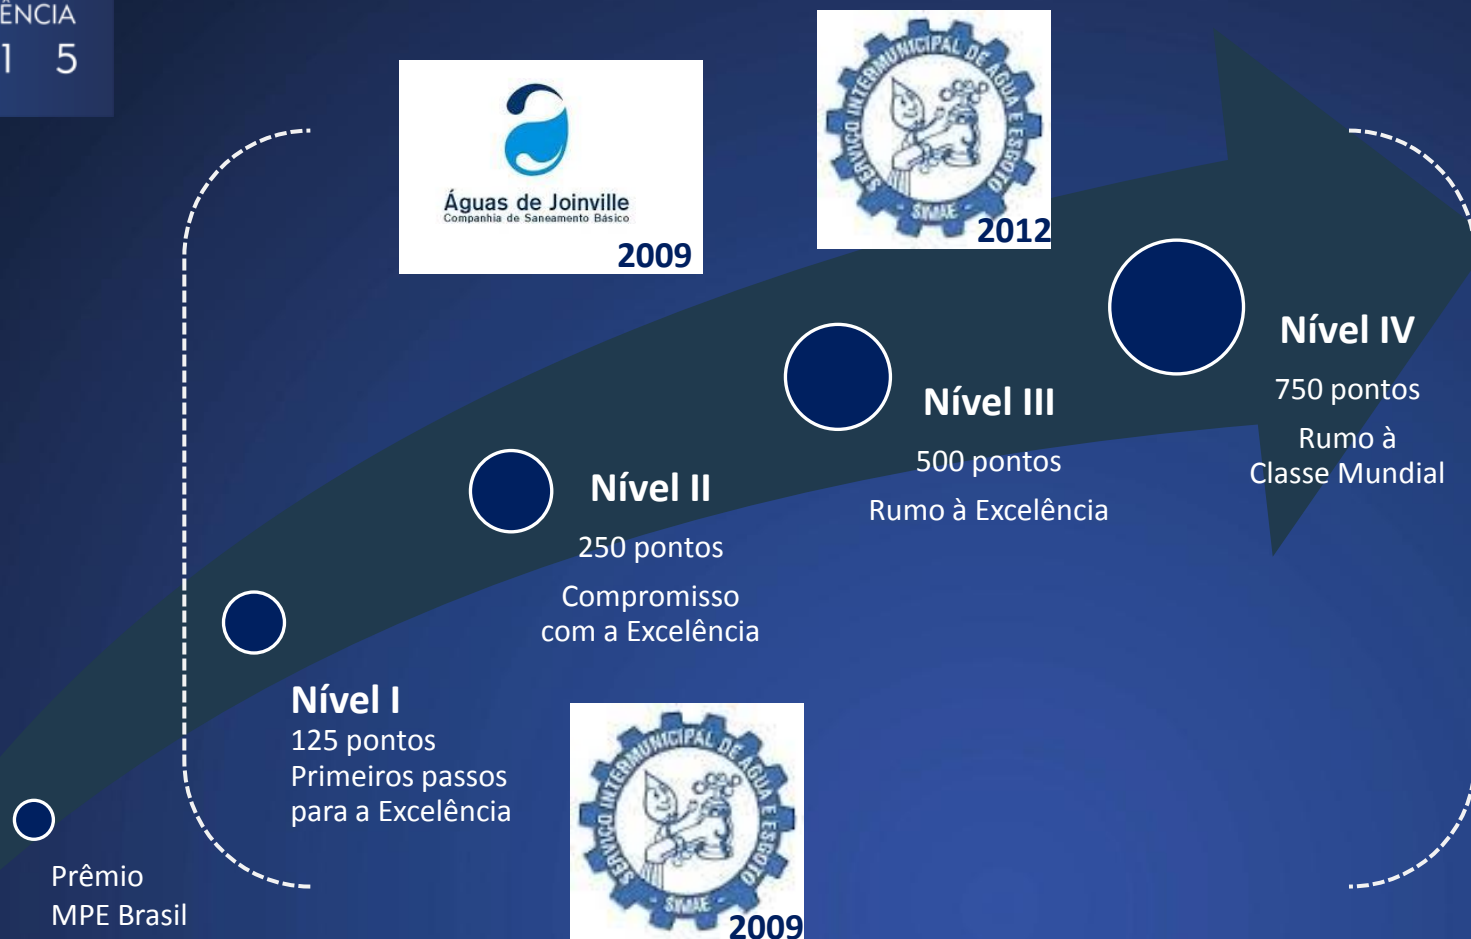 ÊNCIA
1 5
Águas de Joinville
Companhia de Saneamento Básico
2009
SERVIÇO INTERMUNICIPAL DE ÁGUA E ESGOTO
SIMAE
2012
Nível IV
750 pontos
Rumo à
Classe Mundial
Nível III
500 pontos
Rumo à Excelência
Nível II
250 pontos
Compromisso
com a Excelência
Nível I
125 pontos
Primeiros passos
para a Excelência
SERVIÇO INTERMUNICIPAL DE ÁGUA E ESGOTO
SIMAE
2009
Prêmio
MPE Brasil